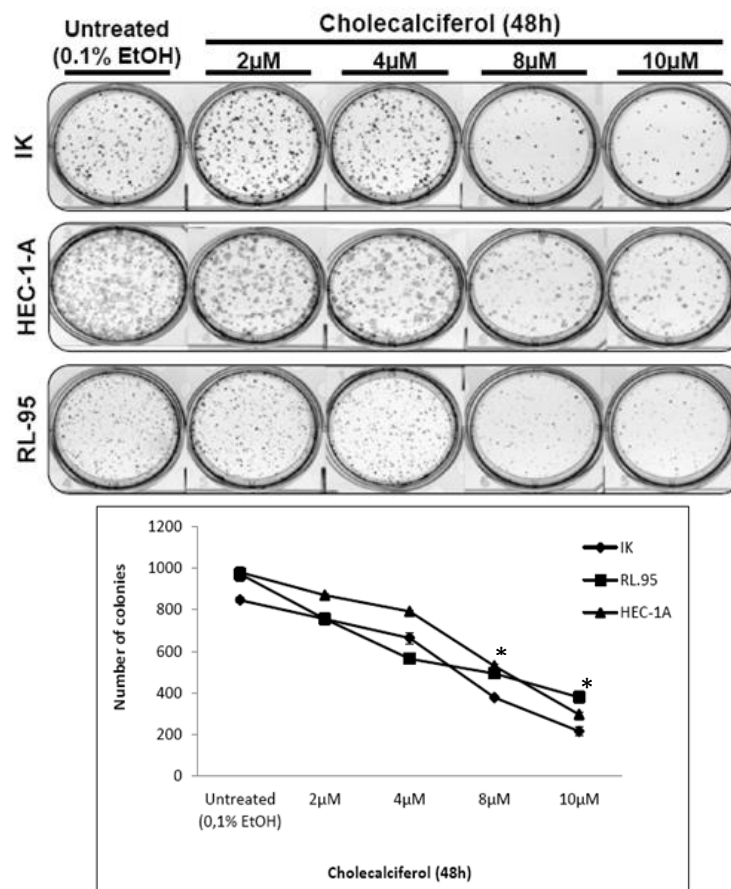 Untreated
(0.1% EtOH)
Cholecalciferol (48h)
2µM
4µM
8µM
10µM
IK
HEC-1-A
RL-95
1200
1000
800
600
400
200
0
Number of colonies
IK
RL.95
HEC-1A
*
*
Untreated
(0,1% EtOH)
2µM
4µM
8µM
10µM
Cholecalciferol (48h)